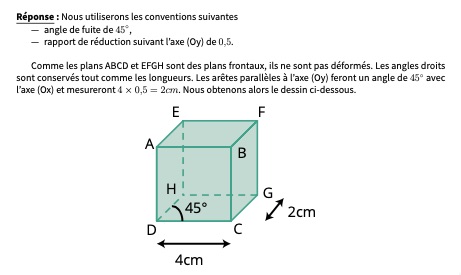 Réponse : Nous utiliserons les conventions suivantes
— angle de fuite de 45°,
— rapport de réduction suivant l'axe (Oy) de 0,5.
Comme les plans ABCD et EFGH sont des plans frontaux, ils ne sont pas déformés. Les angles droits
sont conservés tout comme les longueurs. Les arêtes parallèles à l'axe (Oy) feront un angle de 45° avec
l'axe (Ox) et mesureront 4 × 0,5 = 2cm. Nous obtenons alors le dessin ci-dessous.
E F
A B
H G
45°
2cm
D C
4cm